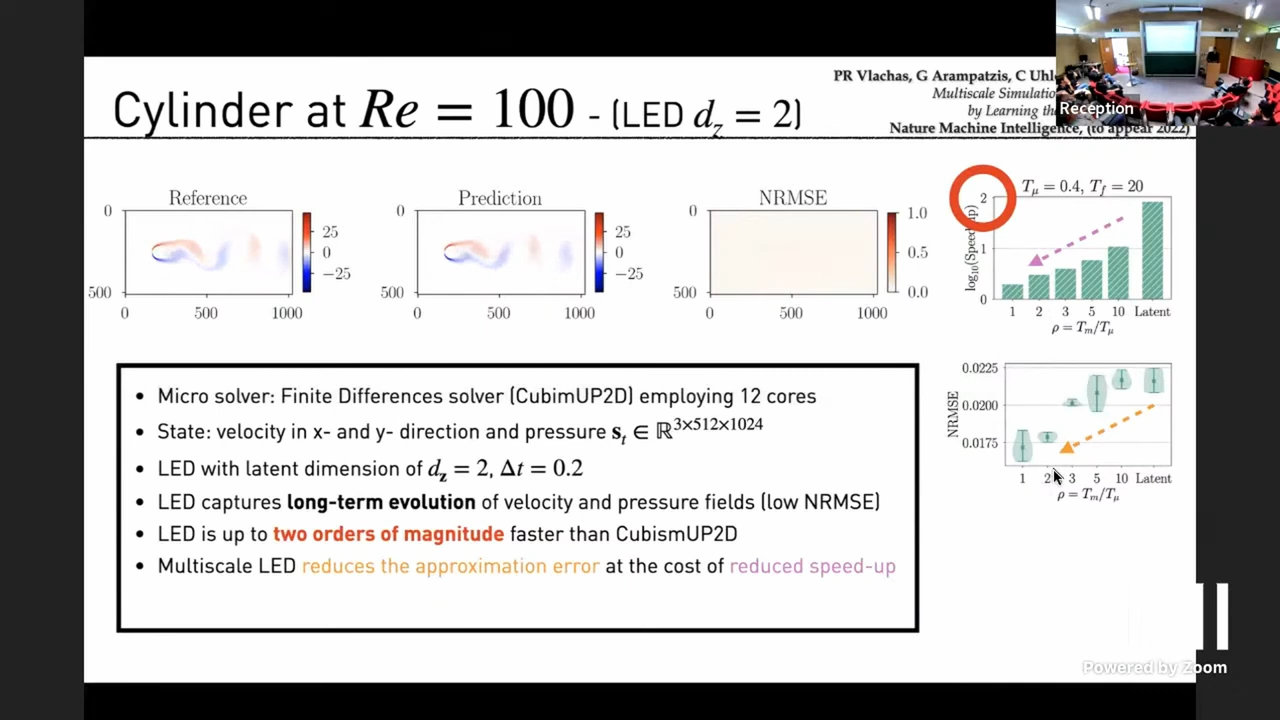 PR Vlachas, G Arampatzis, C
Multiscale
by Learning
Nature Machine Intelligence, (to appear 2022)
Reception
Cylinder at Re = 100 - (LED d_z = 2)
Reference
0
500
0 500 1000
25
0
−25
Prediction
0
500
0 500 1000
25
0
−25
NRMSE
0
500
0 500 1000
1.0
0.5
0.0
T_μ = 0.4, T_f = 20
2
1
0
1 2 3 5 10 Latent
ρ = T_m/T_μ
• Micro solver: Finite Differences solver (CubimUP2D) employing 12 cores
• State: velocity in x- and y- direction and pressure s_t ∈ ℝ^{3×512×1024}
• LED with latent dimension of d_z = 2, Δt = 0.2
• LED captures long-term evolution of velocity and pressure fields (low NRMSE)
• LED is up to two orders of magnitude faster than CubismUP2D
• Multiscale LED reduces the approximation error at the cost of reduced speed-up
NRMSE
0.0225
0.0200
0.0175
1 2 3 5 10 Latent
ρ = T_m/T_μ
Powered by Zoom